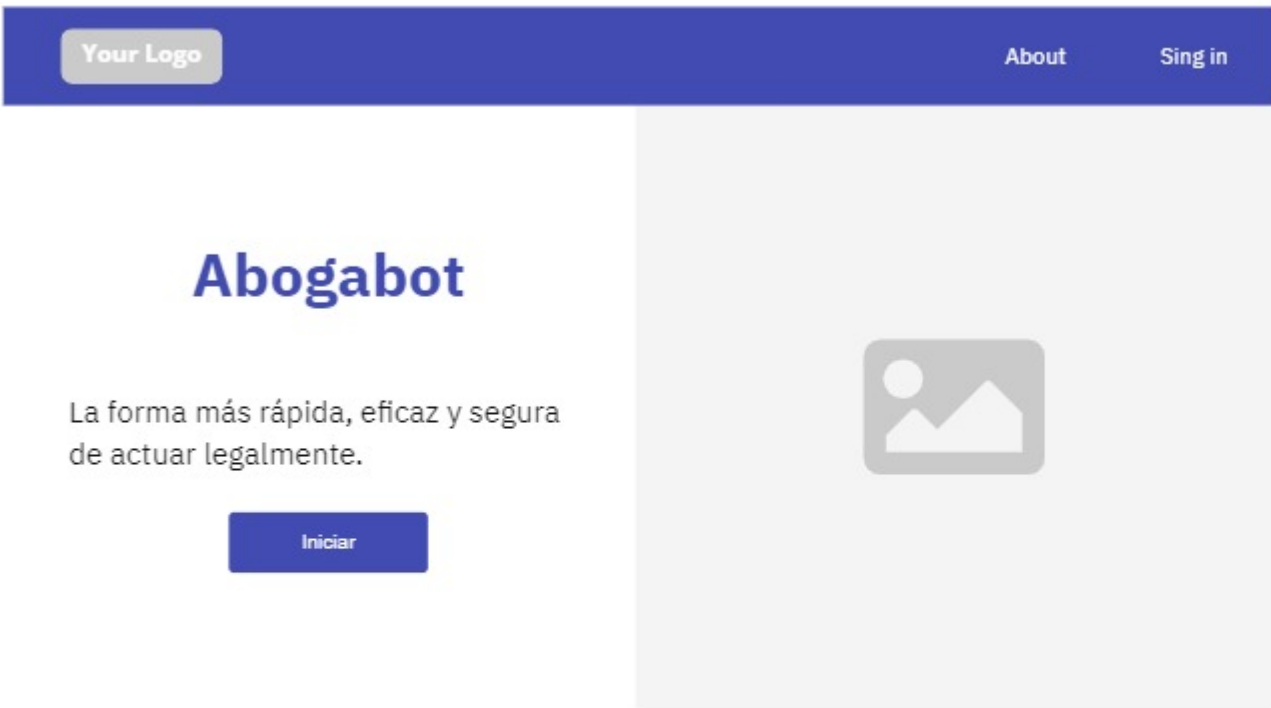 Your Logo
About
Sing in
Abogabot
La forma más rápida, eficaz y segura
de actuar legalmente.
Iniciar